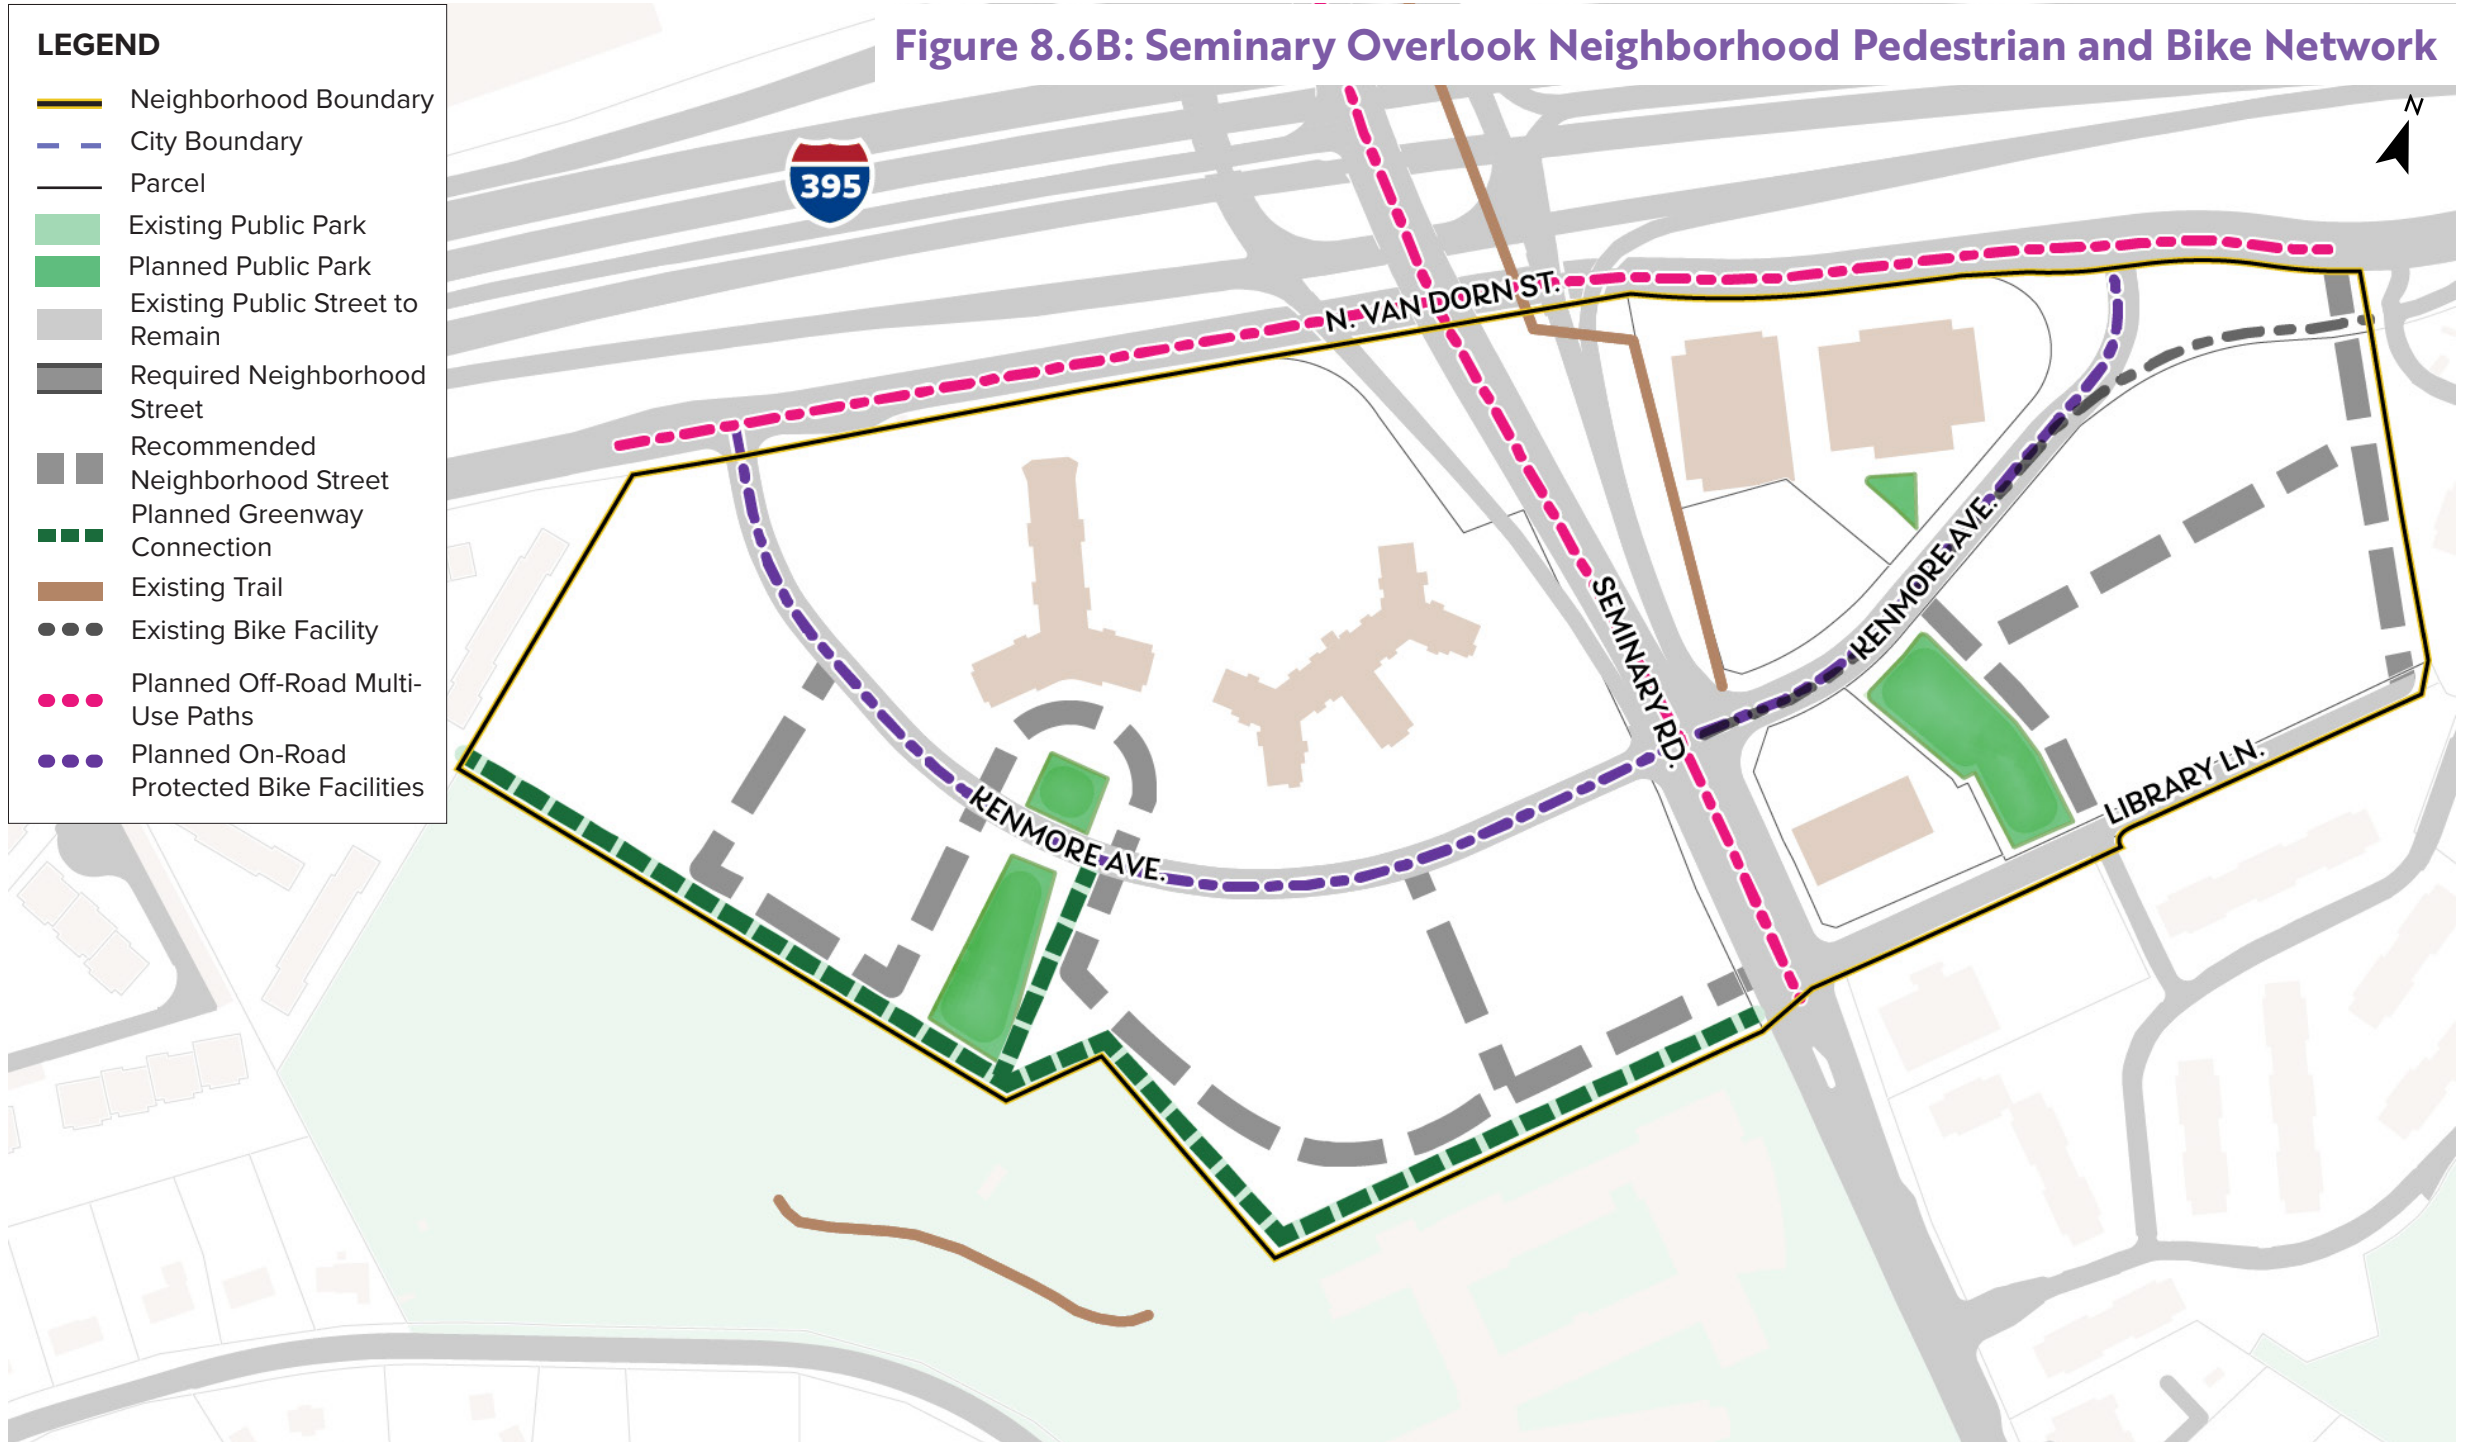 Figure 8.6B: Seminary Overlook Neighborhood Pedestrian and Bike Network
LEGEND
Neighborhood Boundary
City Boundary
Parcel
Existing Public Park
Planned Public Park
Existing Public Street to
Remain
Required Neighborhood
Street
Recommended
Neighborhood Street
Planned Greenway
Connection
Existing Trail
Existing Bike Facility
Planned Off-Road Multi-
Use Paths
Planned On-Road
Protected Bike Facilities
N
395
N. VAN DORN ST.
SEMINARY RD.
KENMORE AVE.
KENMORE AVE.
LIBRARY LN.